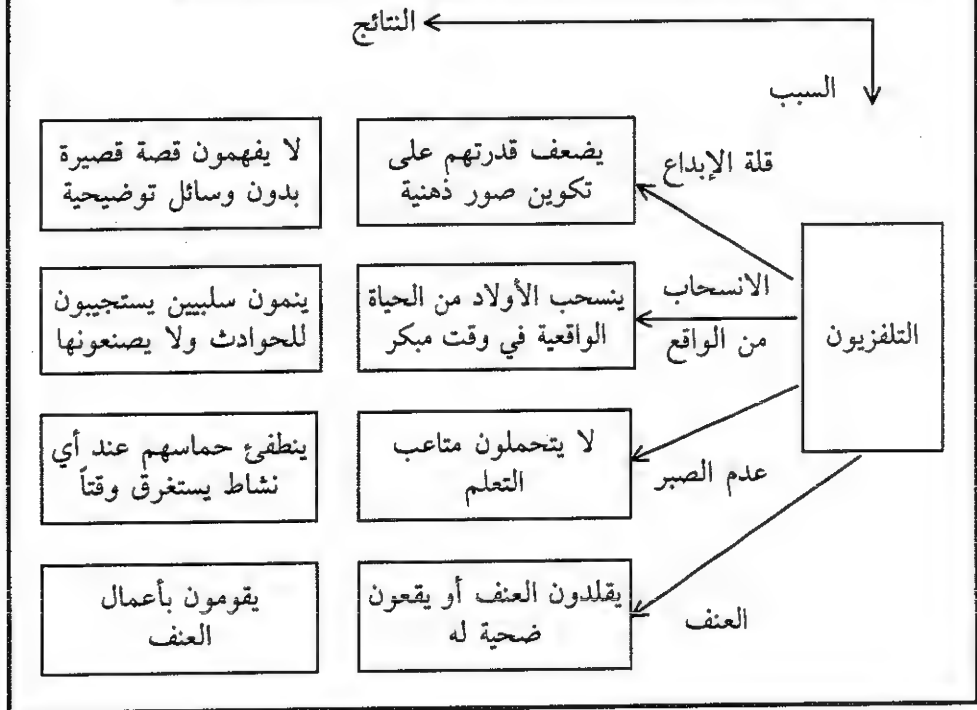 النتائج
السبب
التلفزيون
قلة الإبداع
يضعف قدرتهم على
تكوين صور ذهنية
لا يفهمون قصة قصيرة
بدون وسائل توضيحية
الانسحاب
من الواقع
ينسحب الأولاد من الحياة
الواقعية في وقت مبكر
ينمون سلبيين يستجيبون
للحوادث ولا يصنعونها
عدم الصبر
لا يتحملون متاعب
التعلم
ينطفئ حماسهم عند أي
نشاط يستغرق وقتاً
العنف
يقلدون العنف أو يقعون
ضحية له
يقومون بأعمال
العنف